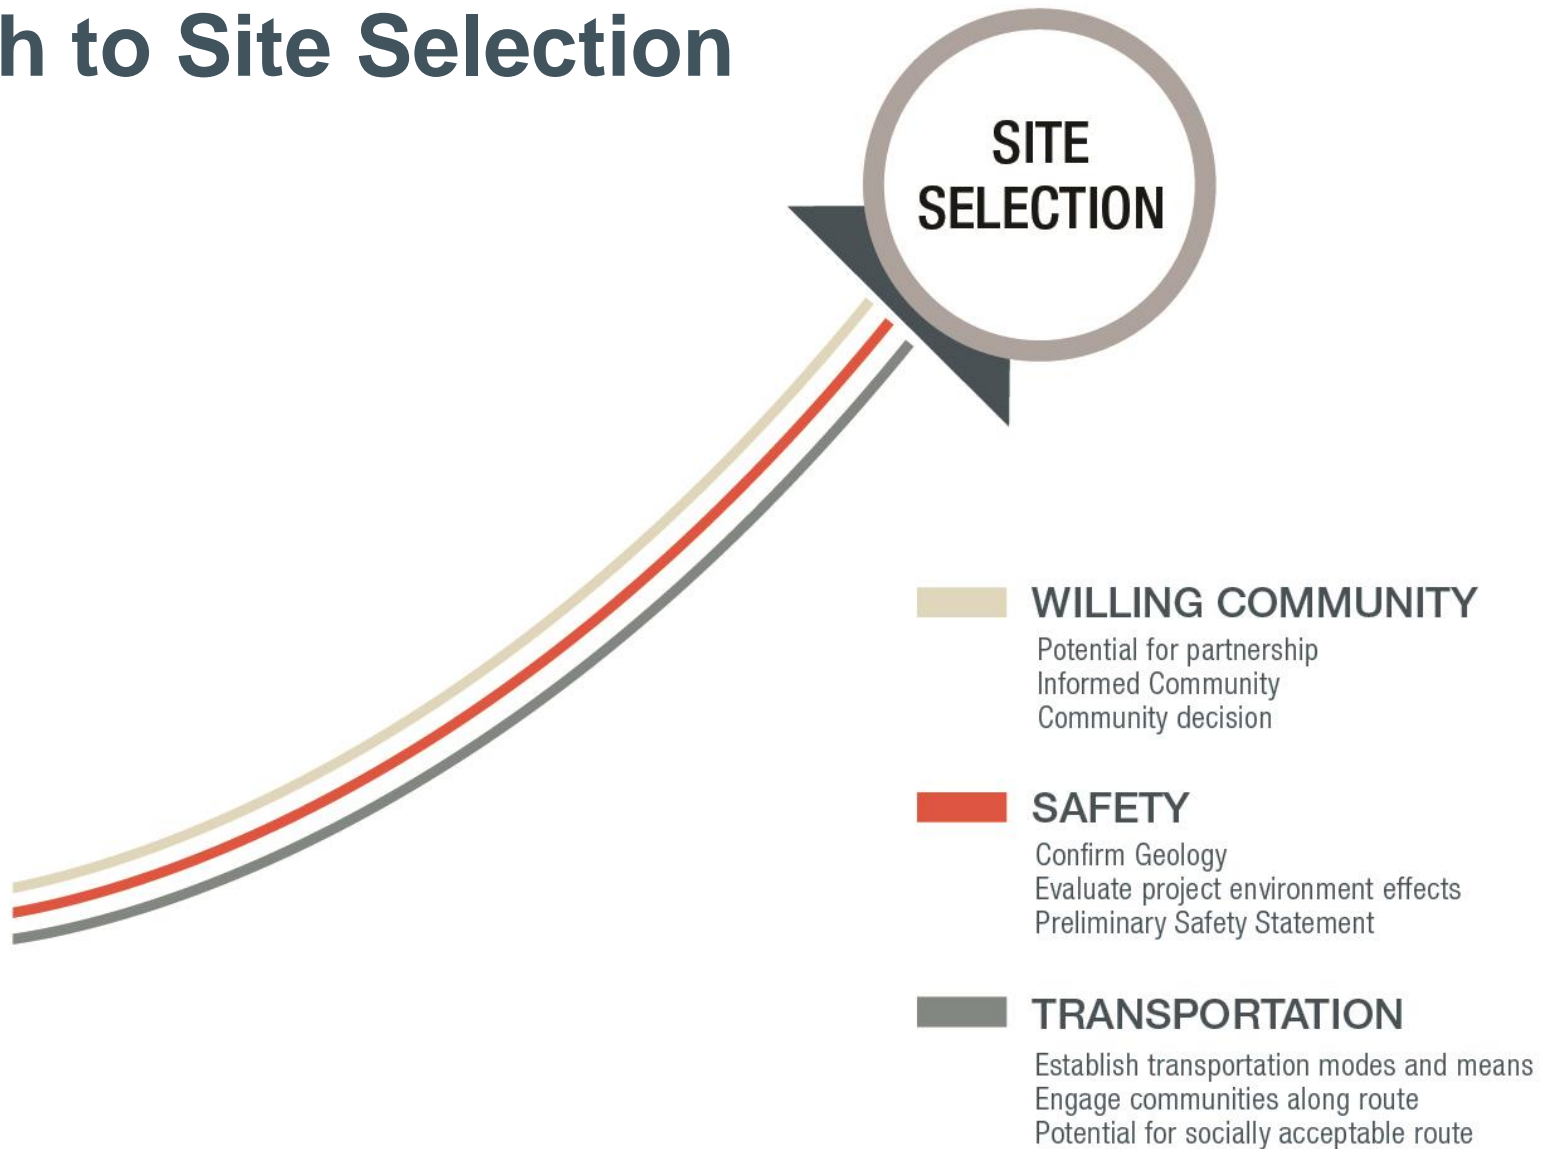 h to Site Selection
SITE
SELECTION
WILLING COMMUNITY
Potential for partnership
Informed Community
Community decision
SAFETY
Confirm Geology
Evaluate project environment effects
Preliminary Safety Statement
TRANSPORTATION
Establish transportation modes and means
Engage communities along route
Potential for socially acceptable route